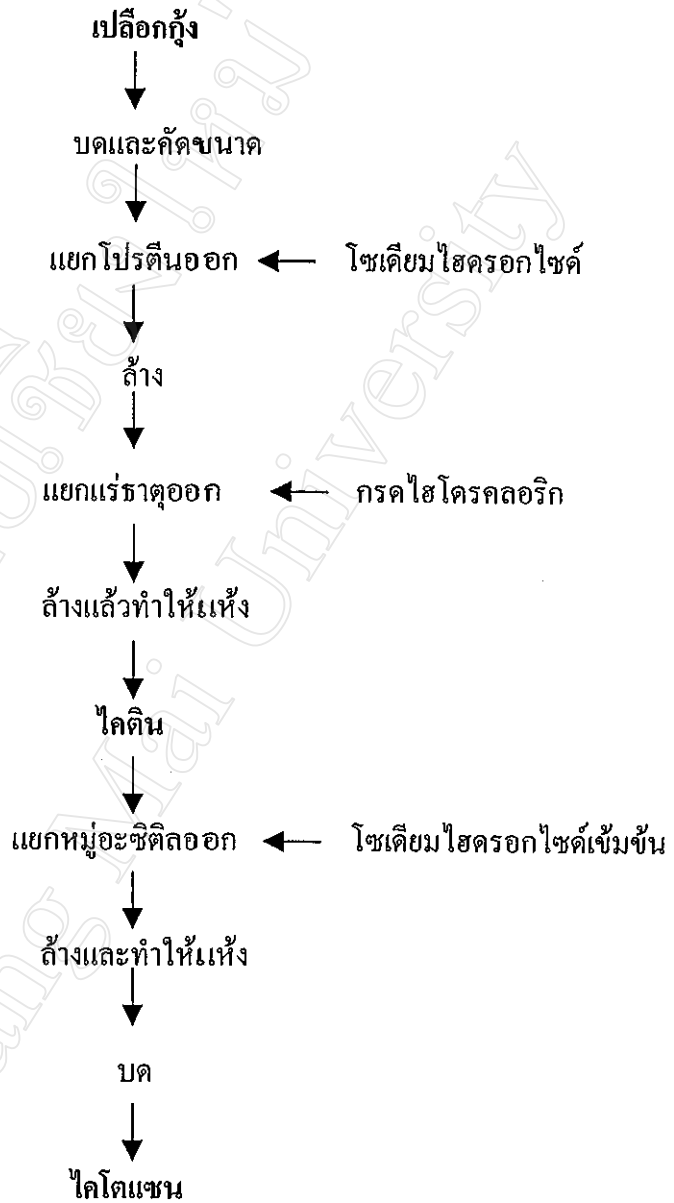 เปลือกกุ้ง
บดและคัดขนาด
แยกโปรตีนออก โซเดียมไฮดรอกไซด์
ล้าง
แยกแร่ธาตุออก กรดไฮโดรคลอริก
ล้างแล้วทำให้แห้ง
ไคติน
แยกหมู่อะซิติลออก โซเดียมไฮดรอกไซด์เข้มข้น
ล้างและทำให้แห้ง
บด
ไคโตแซน